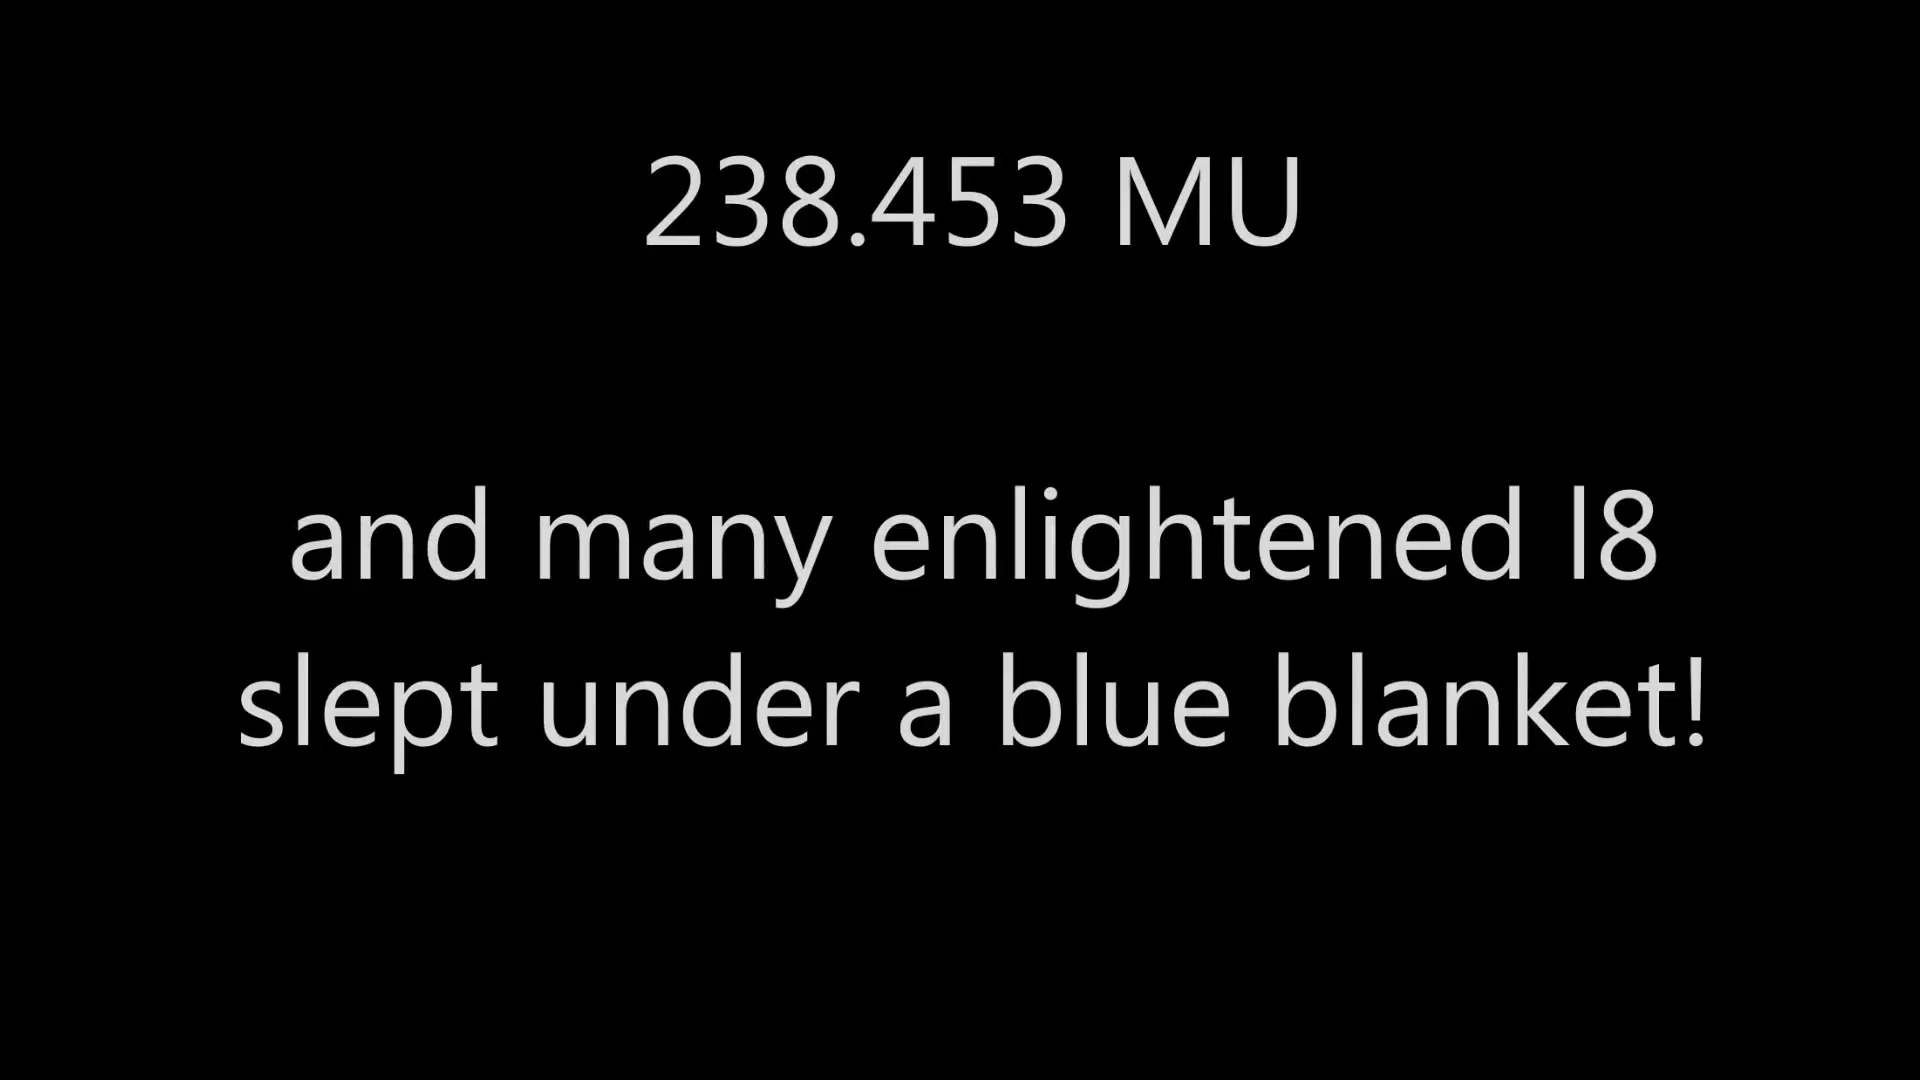 238.453 MU
and many enlightened l8
slept under a blue blanket!